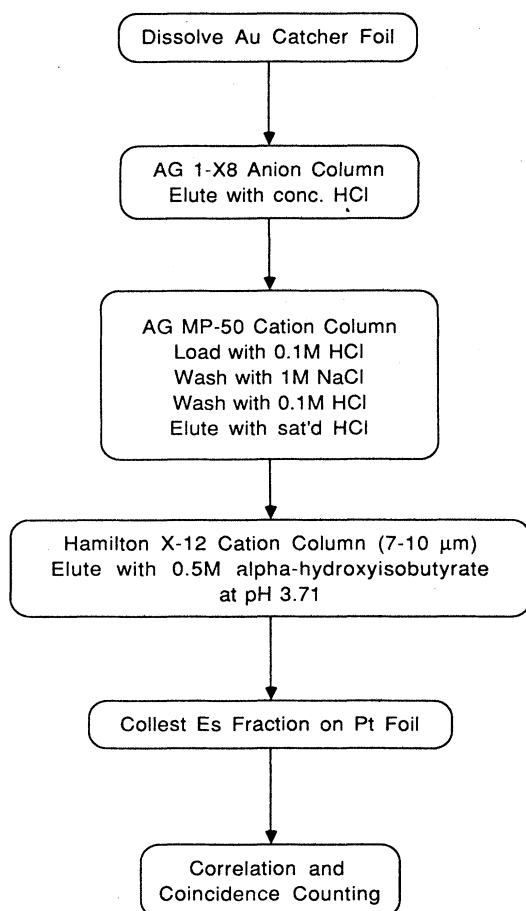 Dissolve Au Catcher Foil
AG 1-X8 Anion Column
Elute with conc. HCl
AG MP-50 Cation Column
Load with 0.1M HCl
Wash with 1M NaCl
Wash with 0.1M HCl
Elute with sat'd HCl
Hamilton X-12 Cation Column (7-10 μm)
Elute with 0.5M alpha-hydroxyisobutyrate
at pH 3.71
Collest Es Fraction on Pt Foil
Correlation and
Coincidence Counting